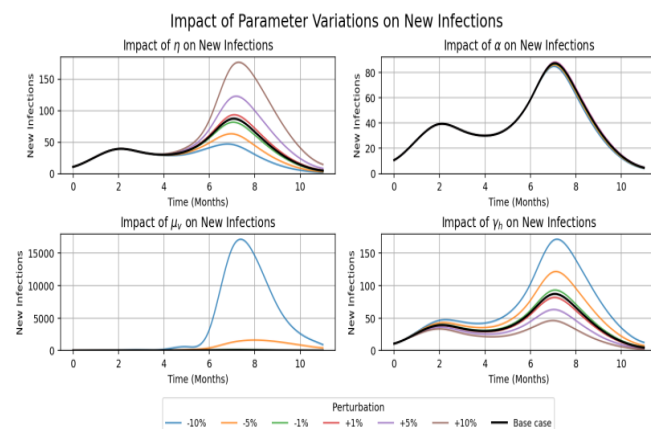 Impact of Parameter Variations on New Infections
Impact of η on New Infections
New Infections
150
100
50
0
0 2 4 6 8 10
Time (Months)
Impact of α on New Infections
New Infections
80
60
40
20
0
0 2 4 6 8 10
Time (Months)
Impact of μᵥ on New Infections
New Infections
15000
10000
5000
0
0 2 4 6 8 10
Time (Months)
Impact of γₕ on New Infections
New Infections
150
100
50
0
0 2 4 6 8 10
Time (Months)
Perturbation
-10% -5% -1% +1% +5% +10% Base case